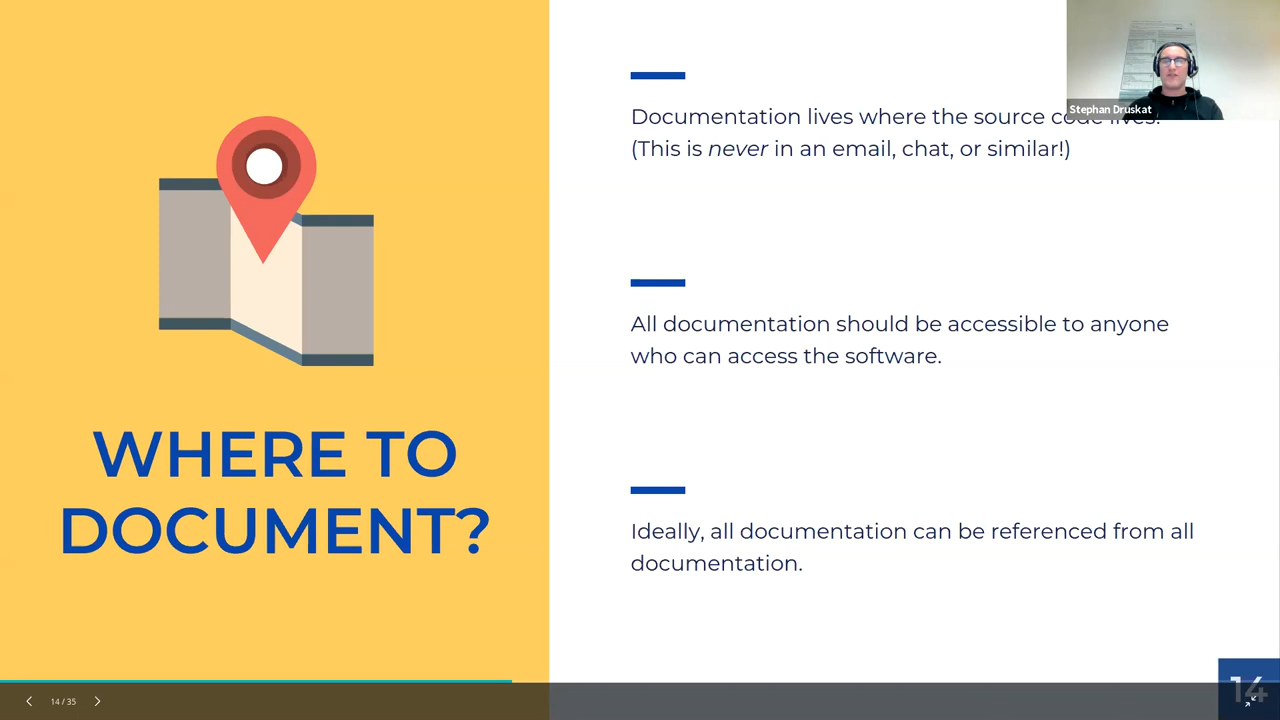 WHERE TO
DOCUMENT?
Documentation lives where the source code lives!
(This is never in an email, chat, or similar!)
All documentation should be accessible to anyone
who can access the software.
Ideally, all documentation can be referenced from all
documentation.
Stephan Druskat
14 / 35
14